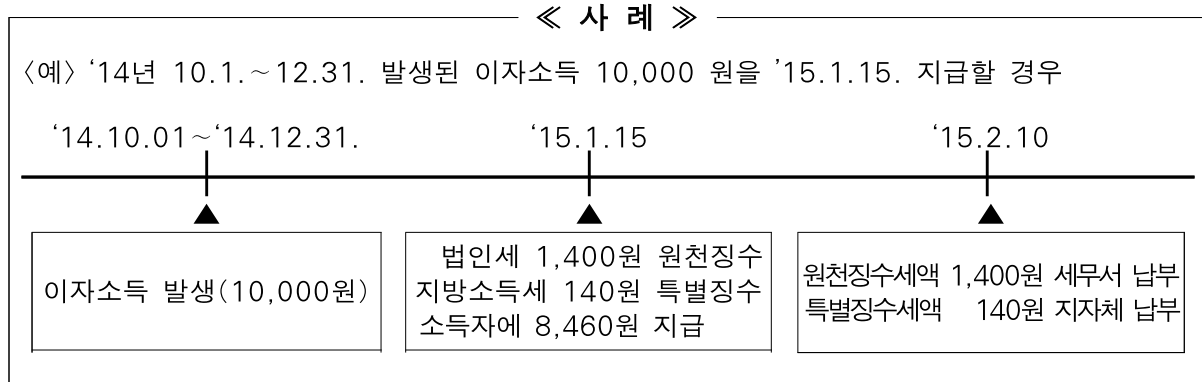 ≪ 사 례 ≫
〈예〉 ‘14년 10.1.～12.31. 발생된 이자소득 10,000 원을 ’15.1.15. 지급할 경우
‘14.10.01～‘14.12.31.
‘15.1.15
‘15.2.10
이자소득 발생(10,000원)
법인세 1,400원 원천징수
지방소득세 140원 특별징수
소득자에 8,460원 지급
원천징수세액 1,400원 세무서 납부
특별징수세액 140원 지자체 납부